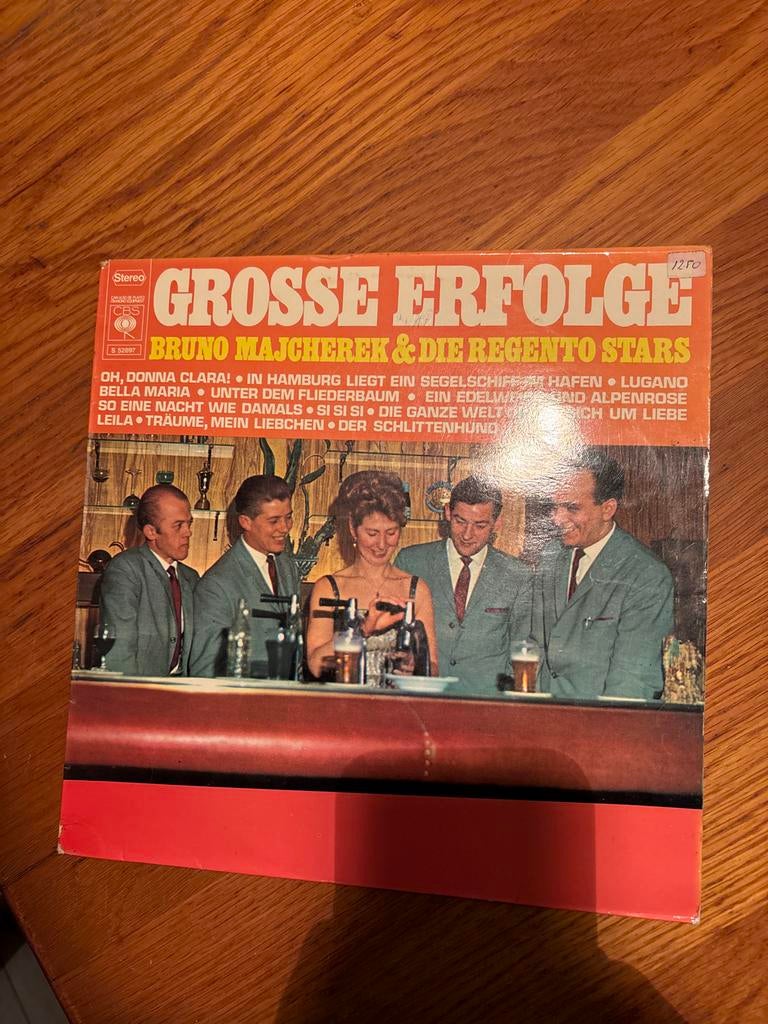 Stereo
1250
GROSSE ERFOLGE
CBS
S 52897
BRUNO MAJCHEREK & DIE REGENTO STARS
OH, DONNA CLARA! • IN HAMBURG LIEGT EIN SEGELSCHIFF IM HAFEN • LUGANO
BELLA MARIA • UNTER DEM FLIEDERBAUM • EIN EDELWEISS UND ALPENROSE
SO EINE NACHT WIE DAMALS • SI SI SI • DIE GANZE WELT SICH UM LIEBE
LEILA • TRÄUME, MEIN LIEBCHEN • DER SCHLITTENHUND